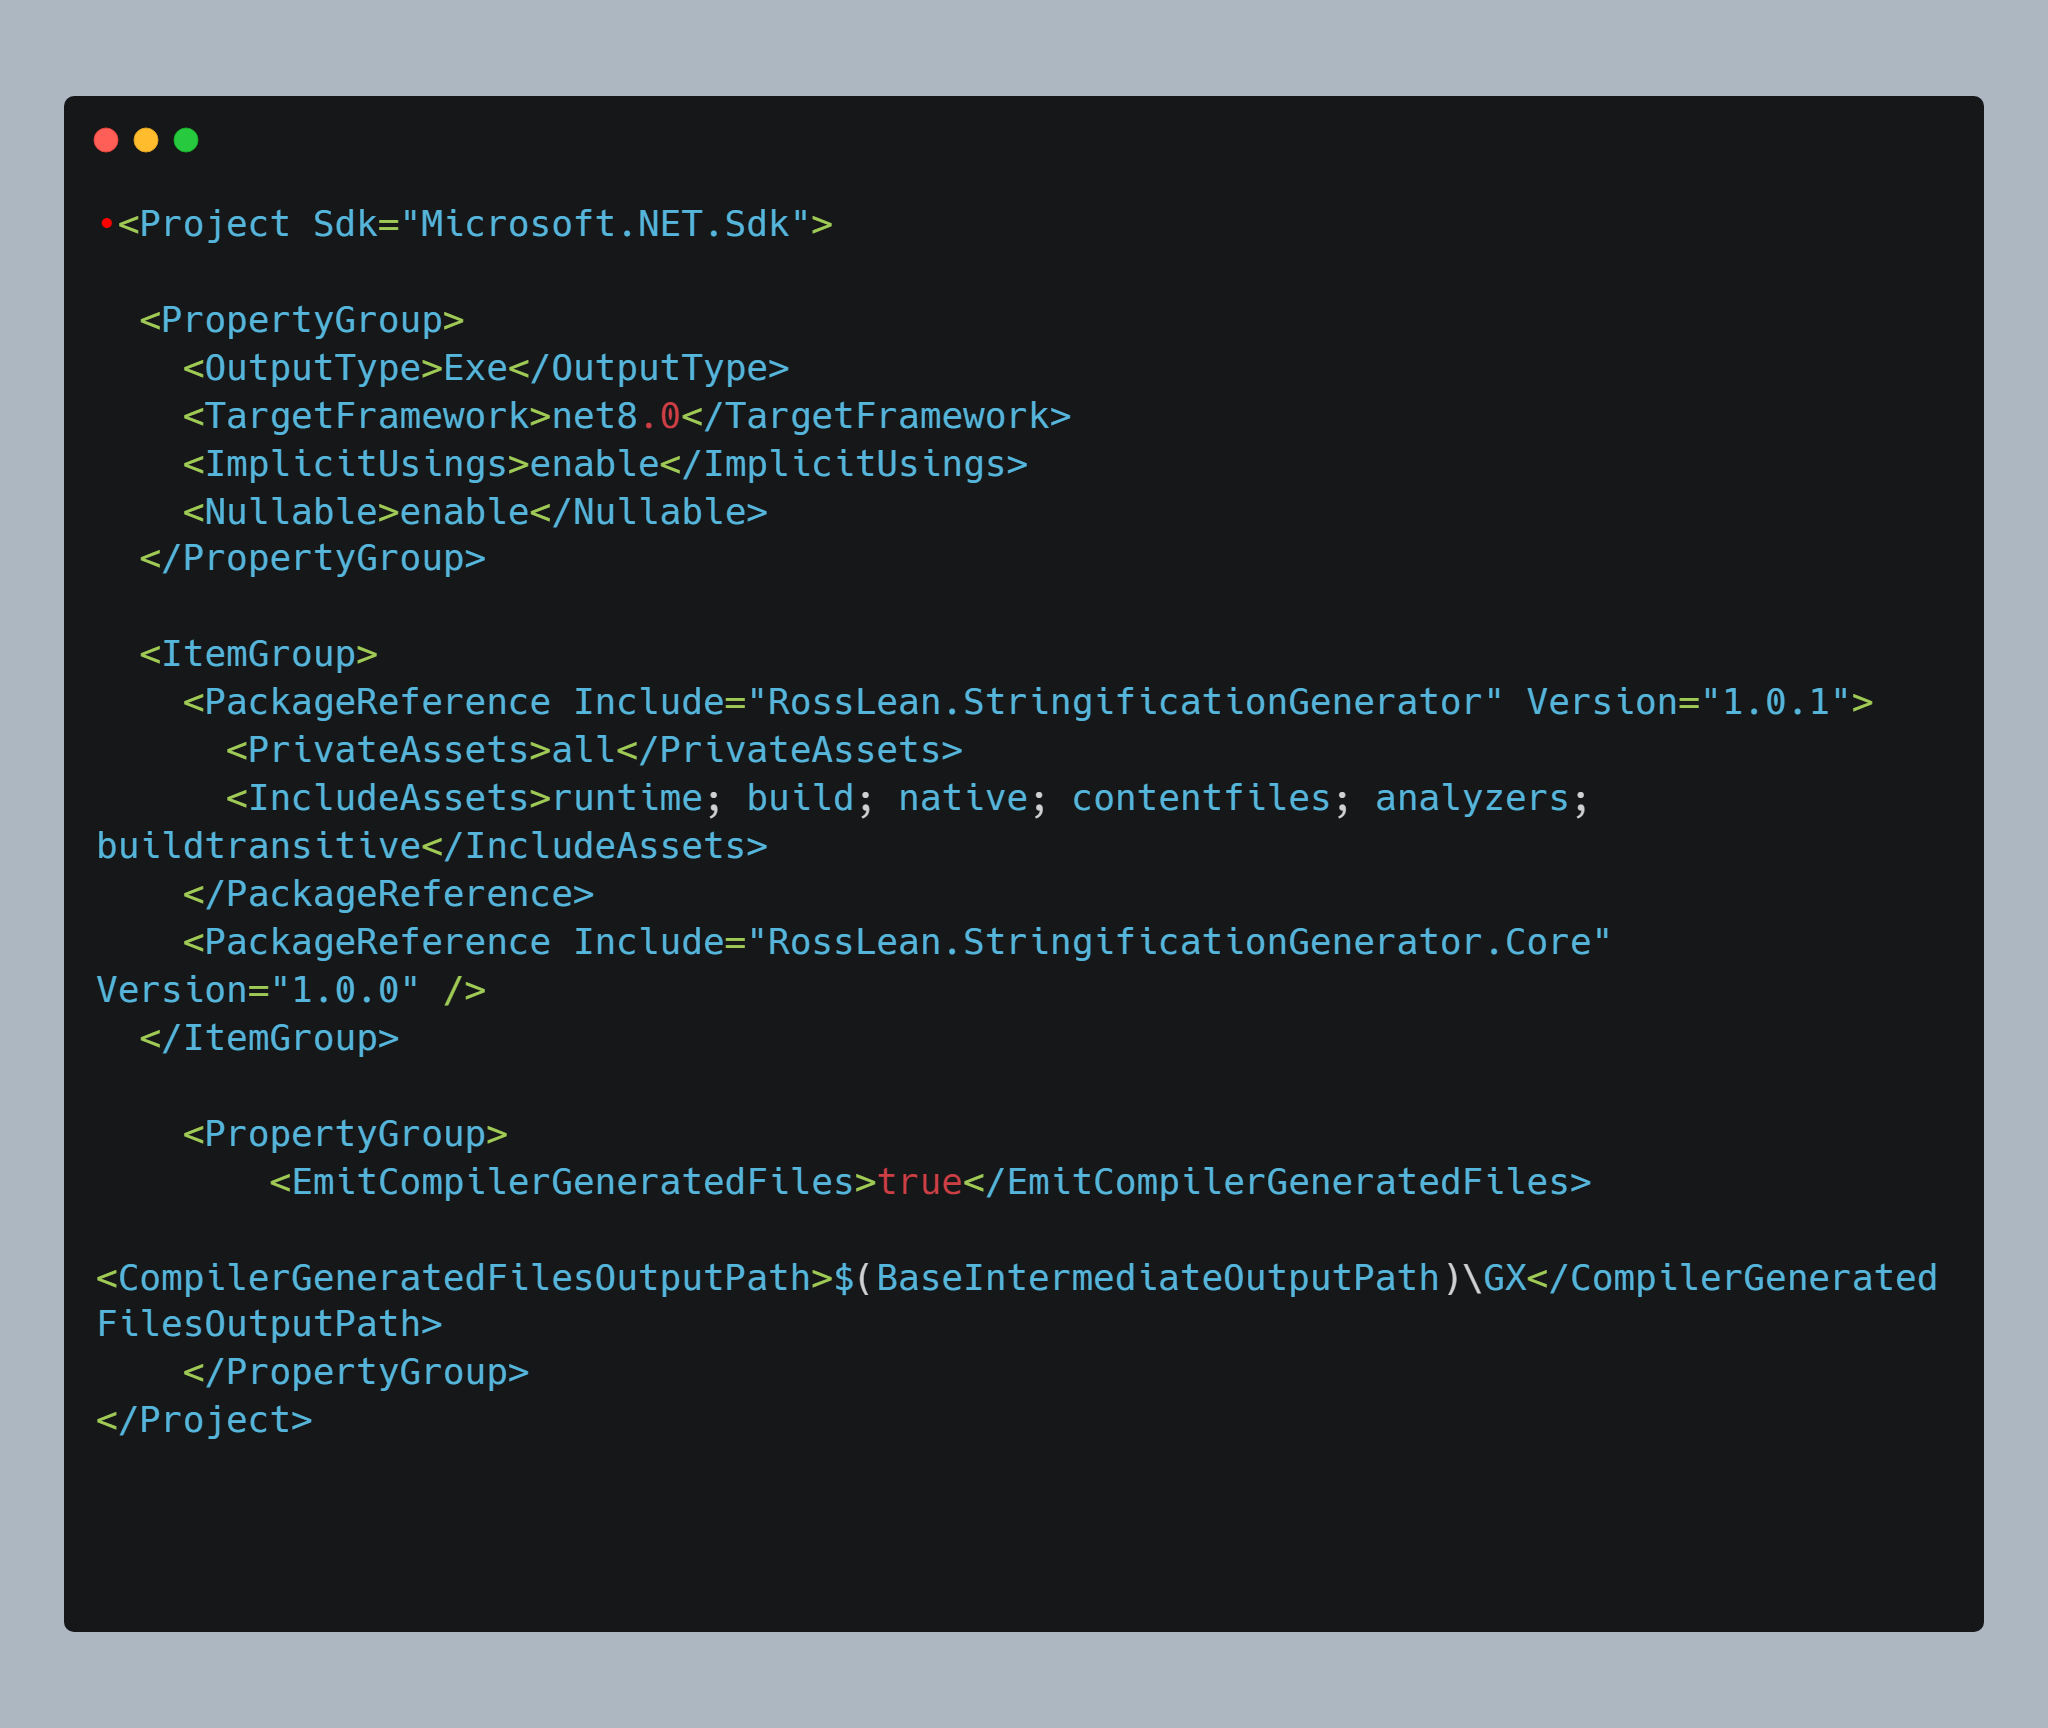 •<Project Sdk="Microsoft.NET.Sdk">

  <PropertyGroup>
    <OutputType>Exe</OutputType>
    <TargetFramework>net8.0</TargetFramework>
    <ImplicitUsings>enable</ImplicitUsings>
    <Nullable>enable</Nullable>
  </PropertyGroup>

  <ItemGroup>
    <PackageReference Include="RossLean.StringificationGenerator" Version="1.0.1">
      <PrivateAssets>all</PrivateAssets>
      <IncludeAssets>runtime; build; native; contentfiles; analyzers;
buildtransitive</IncludeAssets>
    </PackageReference>
    <PackageReference Include="RossLean.StringificationGenerator.Core"
Version="1.0.0" />
  </ItemGroup>

    <PropertyGroup>
        <EmitCompilerGeneratedFiles>true</EmitCompilerGeneratedFiles>

<CompilerGeneratedFilesOutputPath>$(BaseIntermediateOutputPath)\GX</CompilerGenerated
FilesOutputPath>
    </PropertyGroup>
</Project>